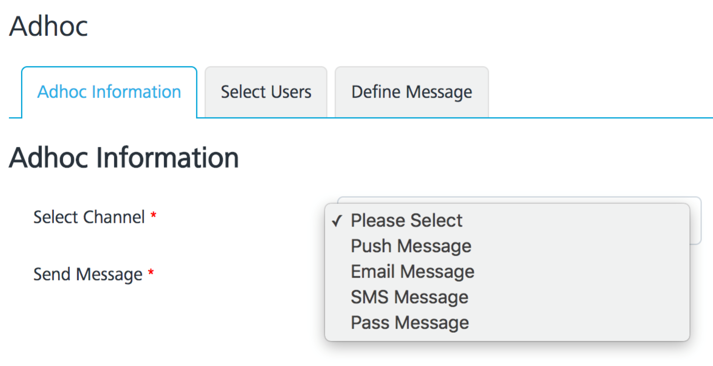 Adhoc
Adhoc Information Select Users Define Message
Adhoc Information
Select Channel *
✓ Please Select
Push Message
Email Message
Send Message *
SMS Message
Pass Message